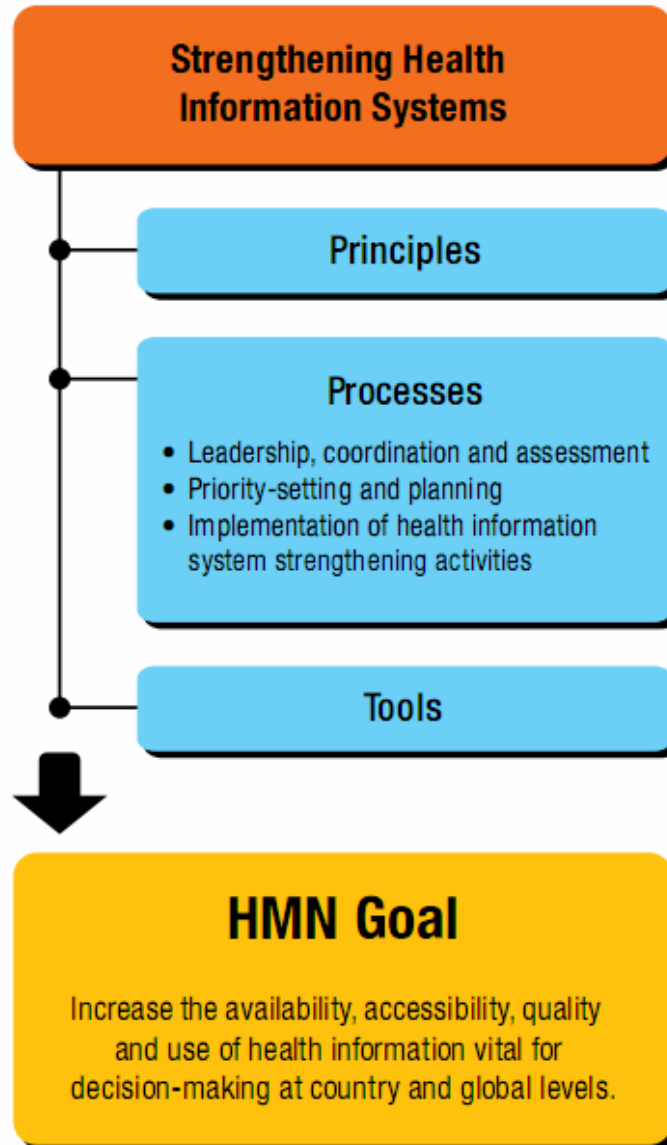 Strengthening Health
Information Systems
Principles
Processes
• Leadership, coordination and assessment
• Priority-setting and planning
• Implementation of health information
system strengthening activities
Tools
HMN Goal
Increase the availability, accessibility, quality
and use of health information vital for
decision-making at country and global levels.